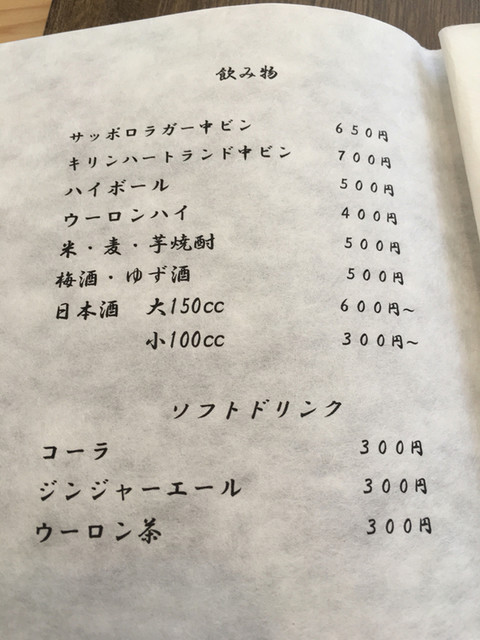 飲み物
サッポロラガー中ビン ６５０円
キリンハートランド中ビン ７００円
ハイボール ５００円
ウーロンハイ ４００円
米・麦・芋焼酎 ５００円
梅酒・ゆず酒 ５００円
日本酒 大150cc ６００円～
小100cc ３００円～
ソフトドリンク
コーラ ３００円
ジンジャーエール ３００円
ウーロン茶 ３００円